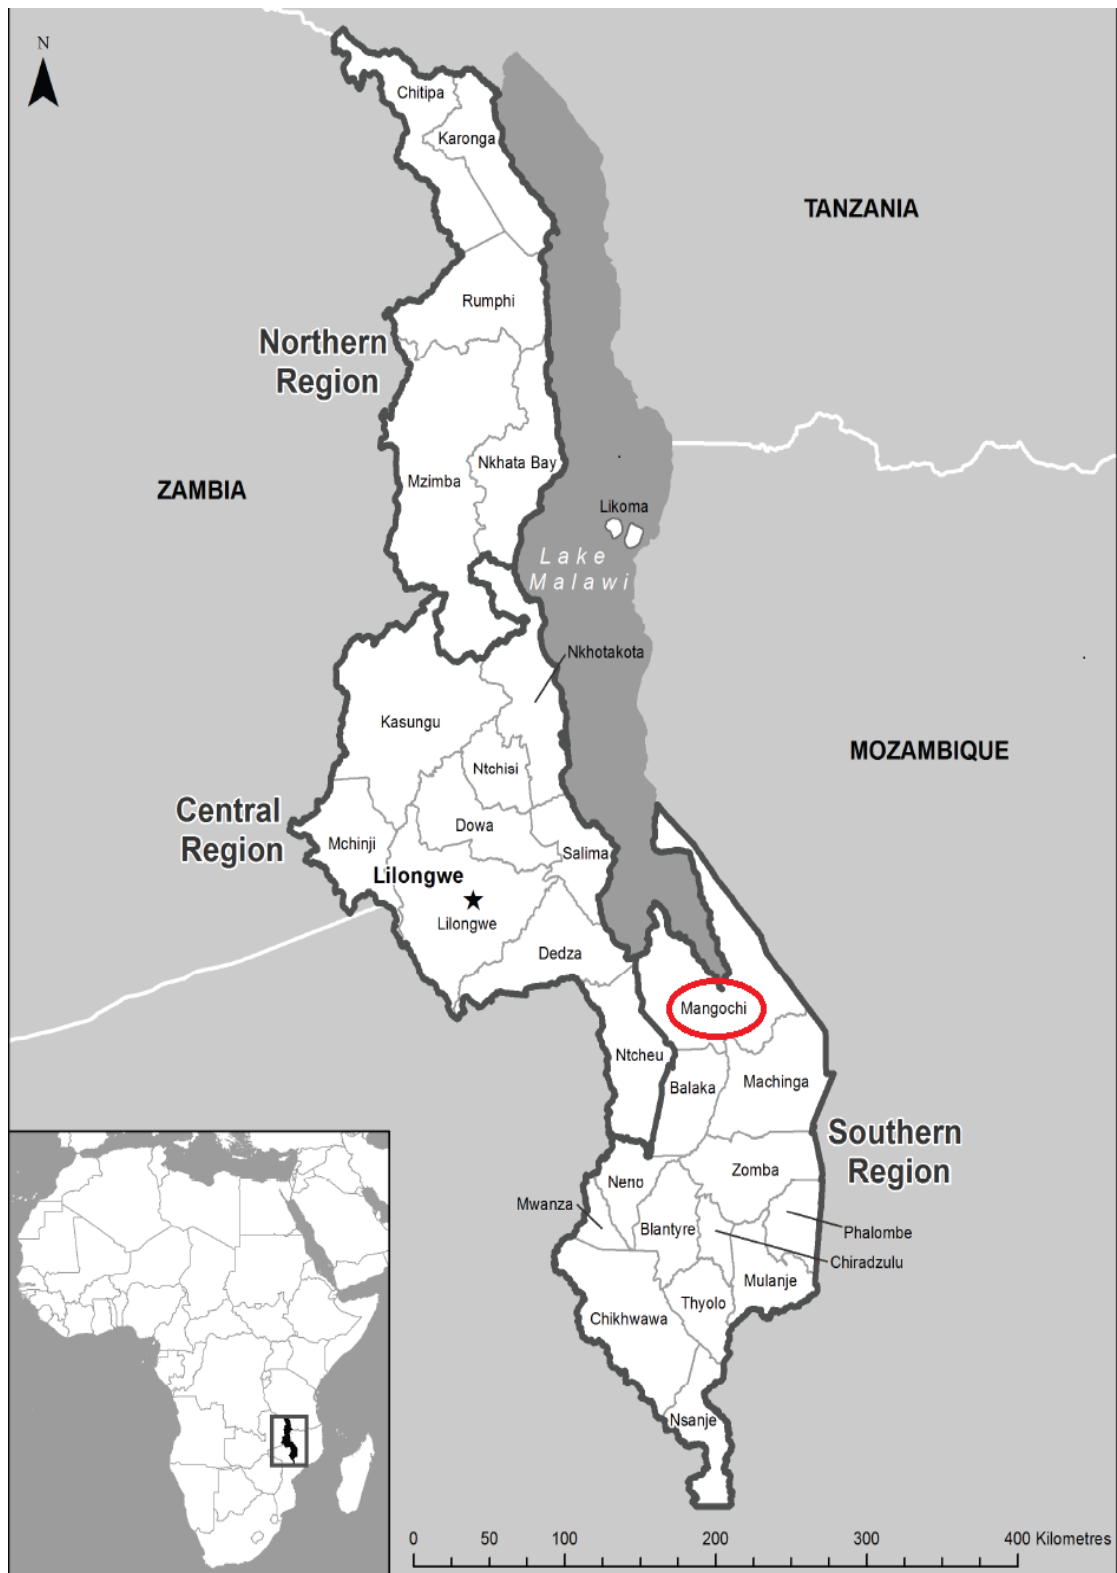 N
Chitipa
Karonga
TANZANIA
Rumphi
Northern
Region
Nkhata Bay
Mzimba
ZAMBIA
Likoma
Lake
Malawi
Nkhotakota
Kasungu
MOZAMBIQUE
Ntchisi
Central
Region
Dowa
Mchinji
Salima
Lilongwe
Lilongwe
Dedza
Mangochi
Ntcheu
Machinga
Balaka
Southern
Region
Zomba
Neno
Mwanza
Blantyre
Phalombe
Chiradzulu
Mulanje
Thyolo
Chikhwawa
Nsanje
0 50 100 200 300 400 Kilometres